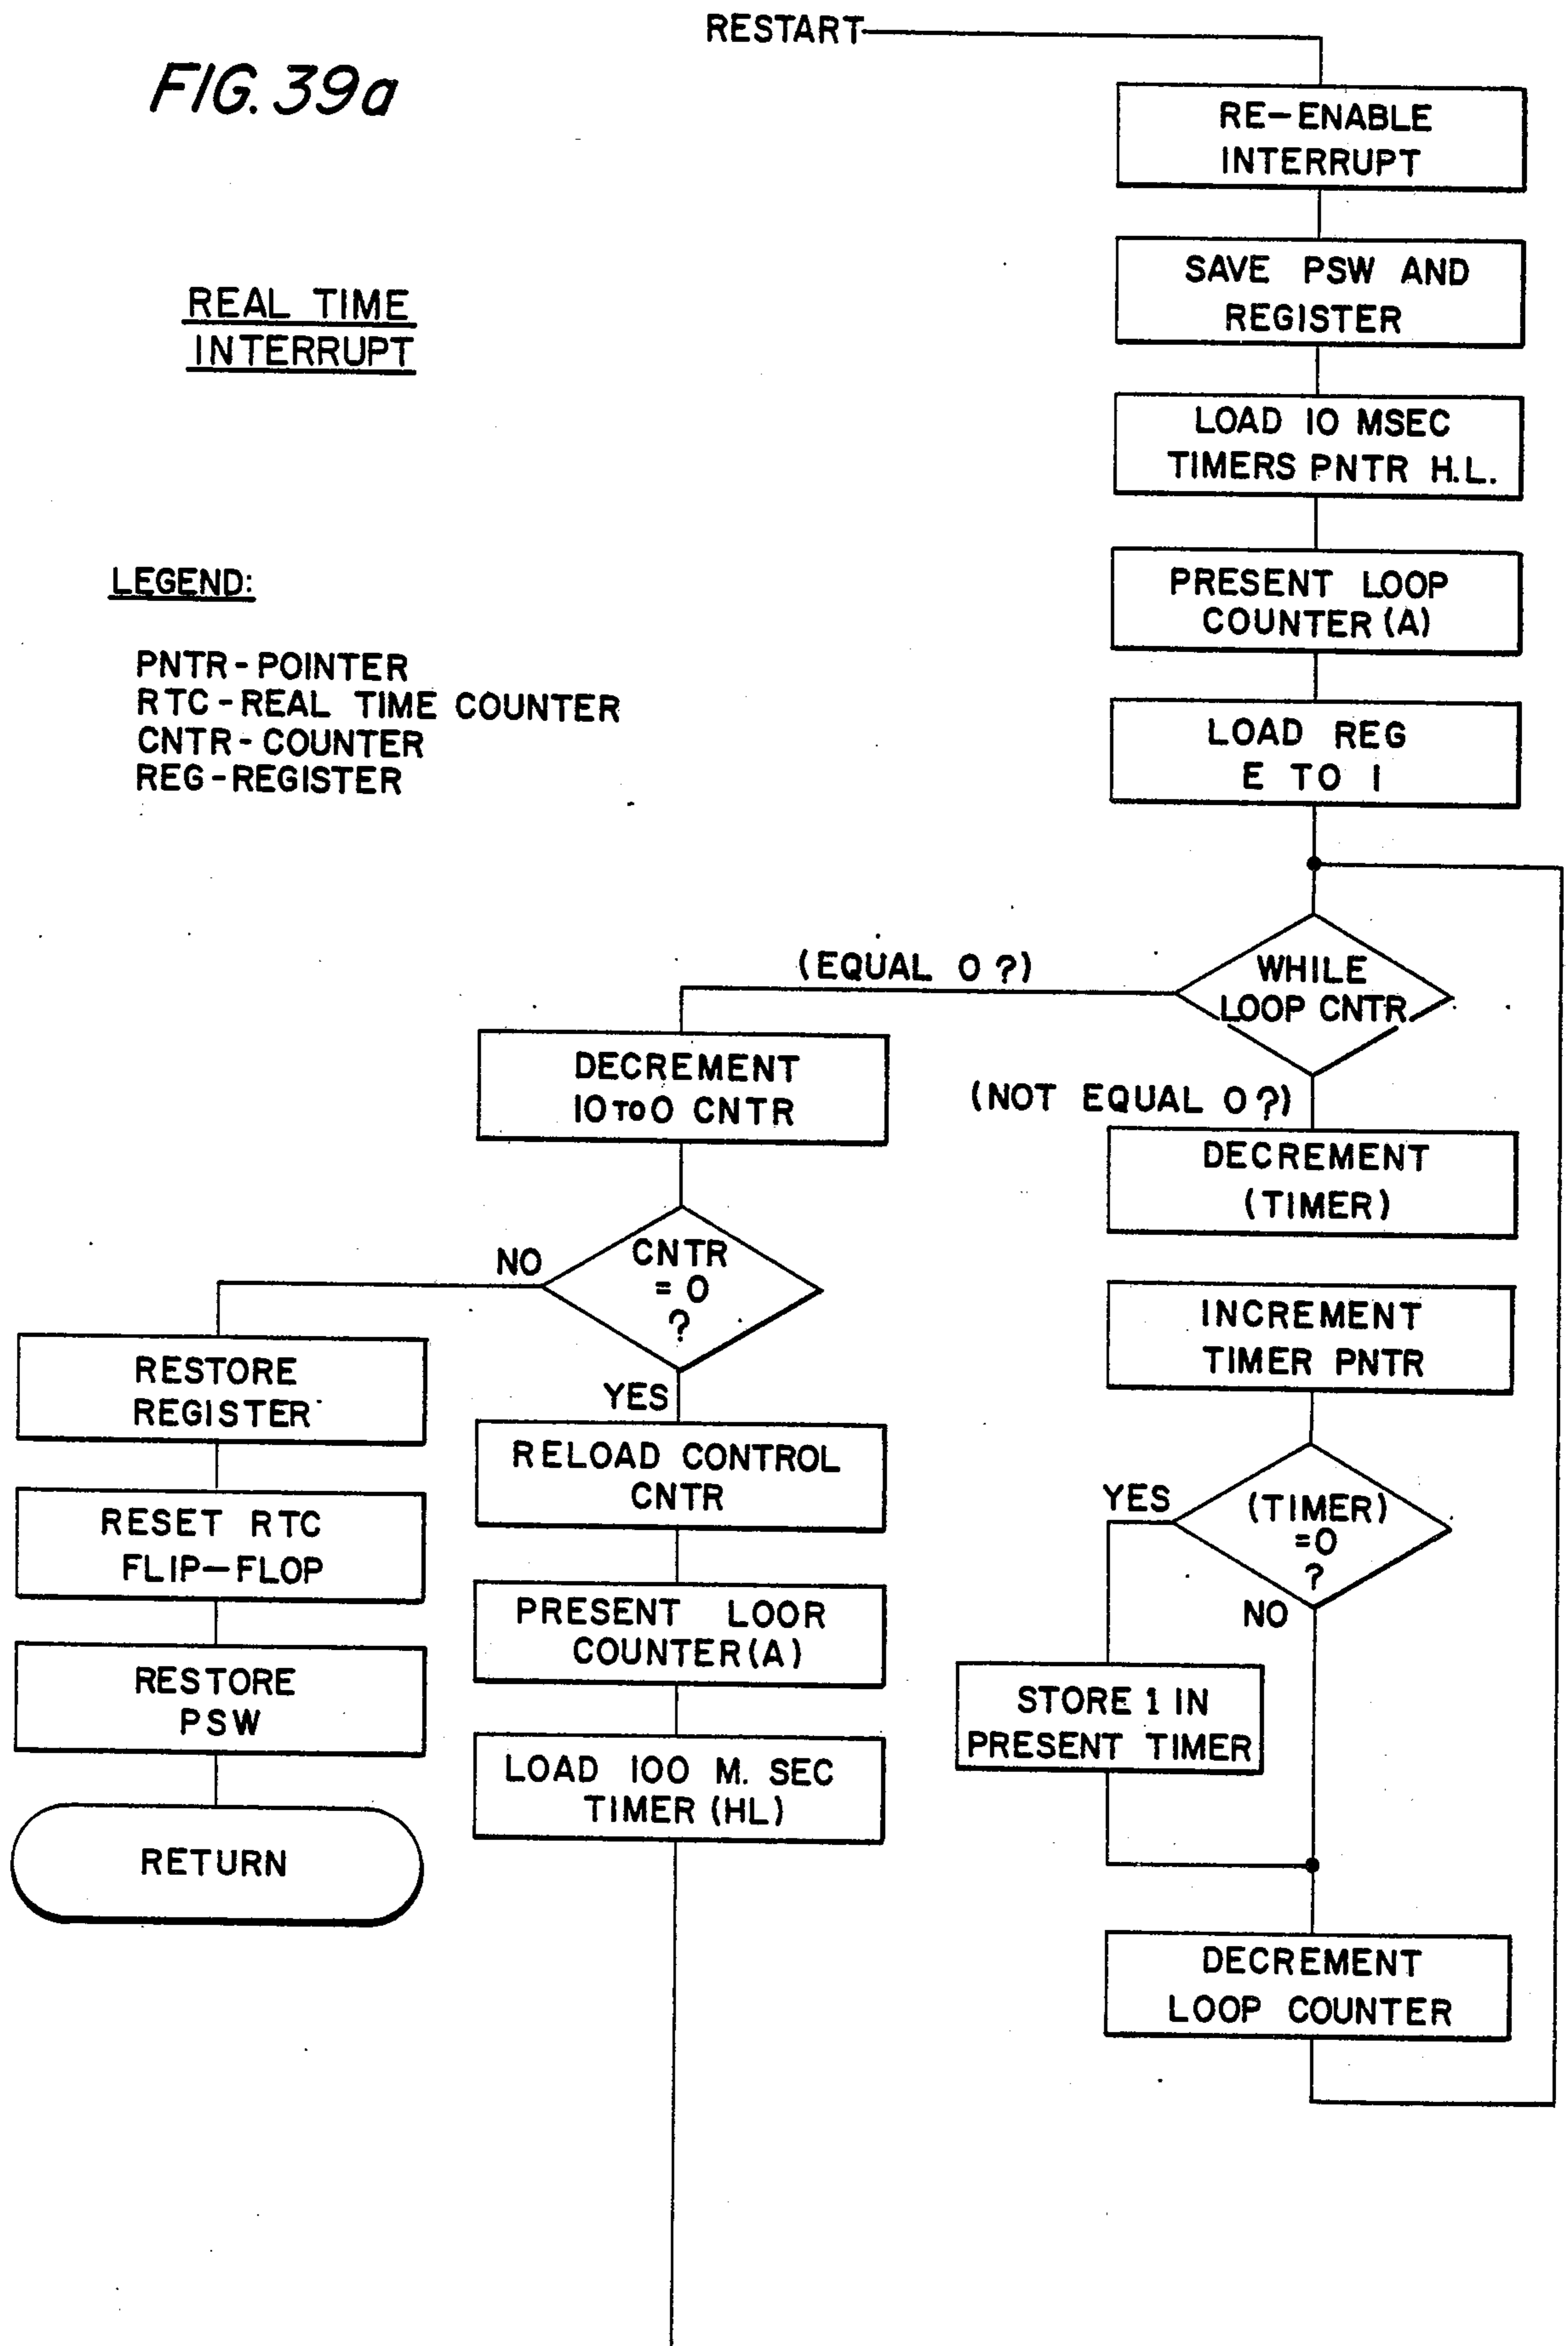 RESTART
FIG. 39a
RE-ENABLE
INTERRUPT
SAVE PSW AND
REGISTER
REAL TIME
INTERRUPT
LOAD 10 MSEC
TIMERS PNTR H.L.
LEGEND:
PNTR-POINTER
RTC-REAL TIME COUNTER
CNTR-COUNTER
REG-REGISTER
PRESENT LOOP
COUNTER (A)
LOAD REG
E TO 1
WHILE
LOOP CNTR
(EQUAL 0?)
(NOT EQUAL 0?)
DECREMENT
(TIMER)
INCREMENT
TIMER PNTR
(TIMER)
=0
?
YES
NO
STORE 1 IN
PRESENT TIMER
DECREMENT
LOOP COUNTER
DECREMENT
10 TO 0 CNTR
CNTR
= 0
?
NO
YES
RELOAD CONTROL
CNTR
PRESENT LOOR
COUNTER (A)
LOAD 100 M. SEC
TIMER (HL)
RESTORE
REGISTER
RESET RTC
FLIP-FLOP
RESTORE
PSW
RETURN